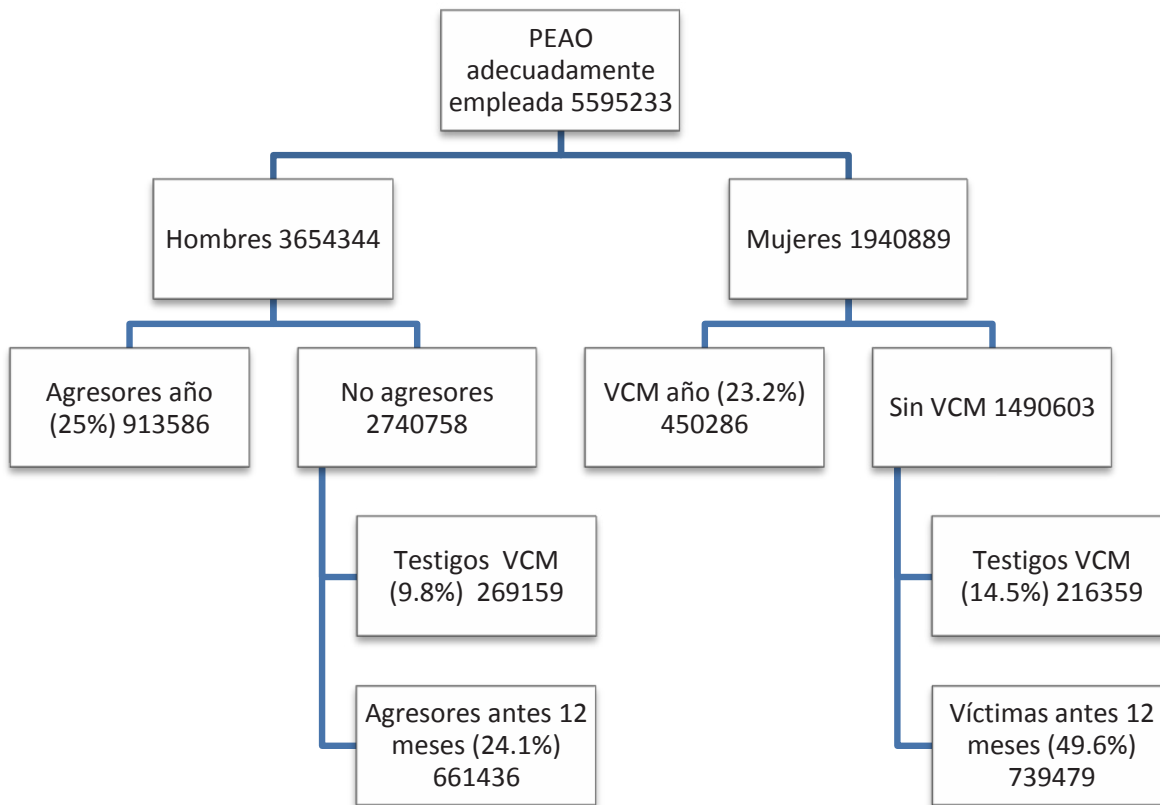 PEAO
adecuadamente
empleada 5595233
Hombres 3654344
Mujeres 1940889
Agresores año
(25%) 913586
No agresores
2740758
VCM año (23.2%)
450286
Sin VCM 1490603
Testigos VCM
(9.8%) 269159
Testigos VCM
(14.5%) 216359
Agresores antes 12
meses (24.1%)
661436
Víctimas antes 12
meses (49.6%)
739479